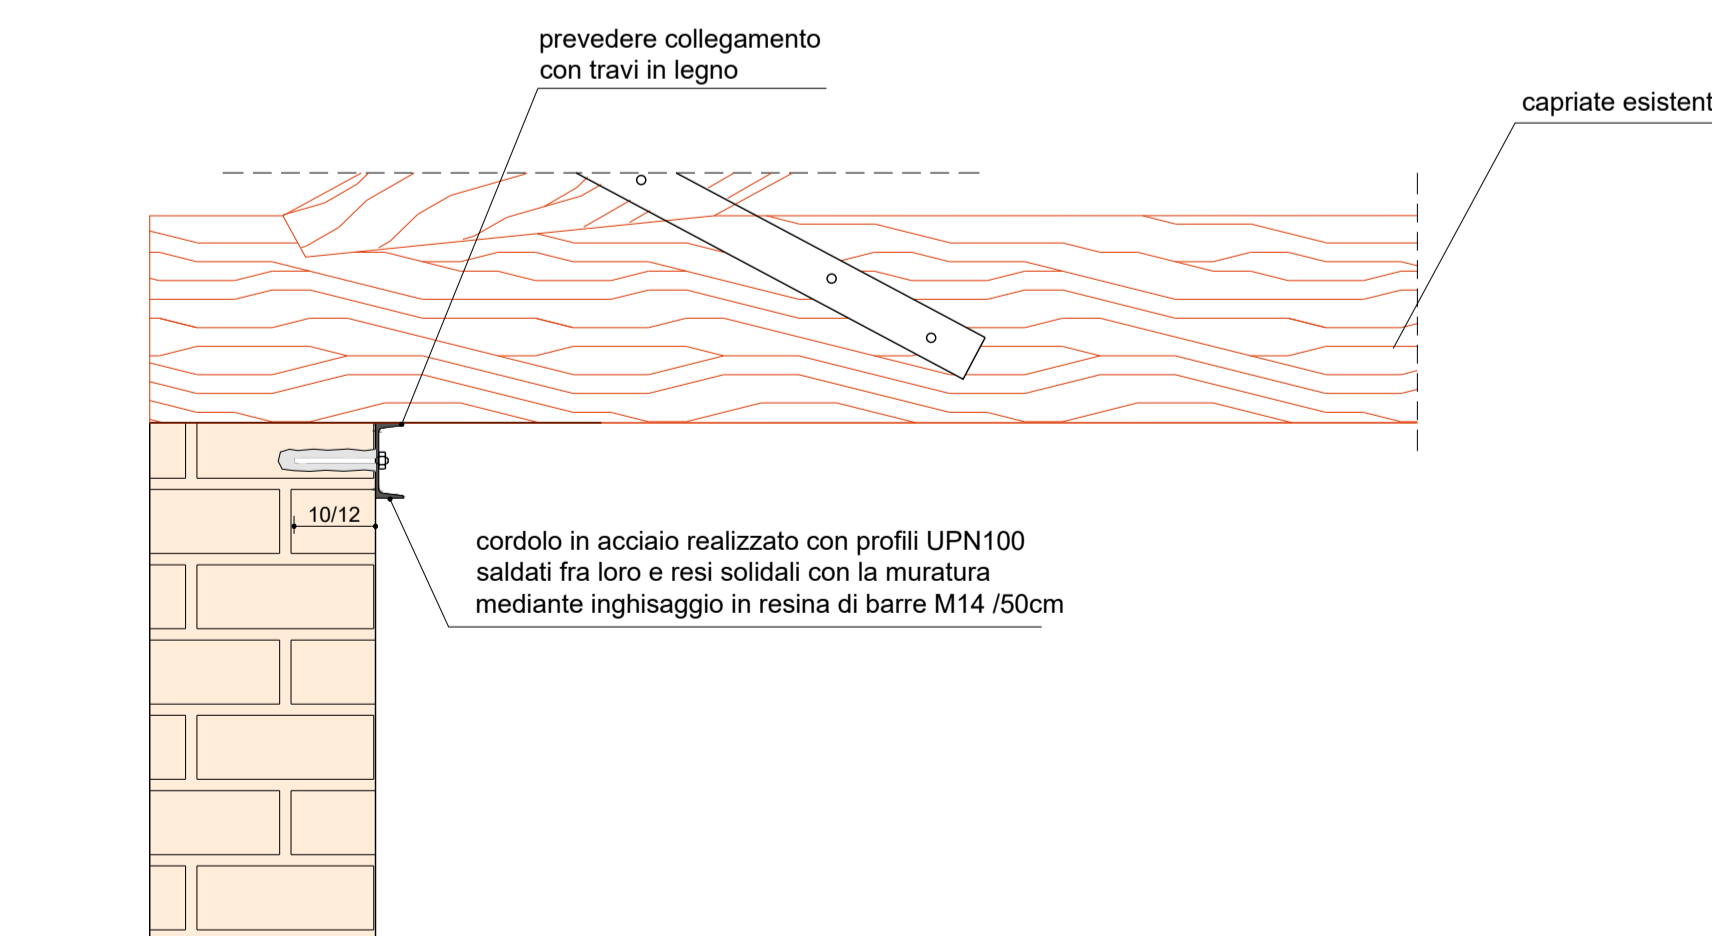 prevedere collegamento
con travi in legno
capriate esistent
10/12
cordolo in acciaio realizzato con profili UPN100
saldati fra loro e resi solidali con la muratura
mediante inghisaggio in resina di barre M14 /50cm